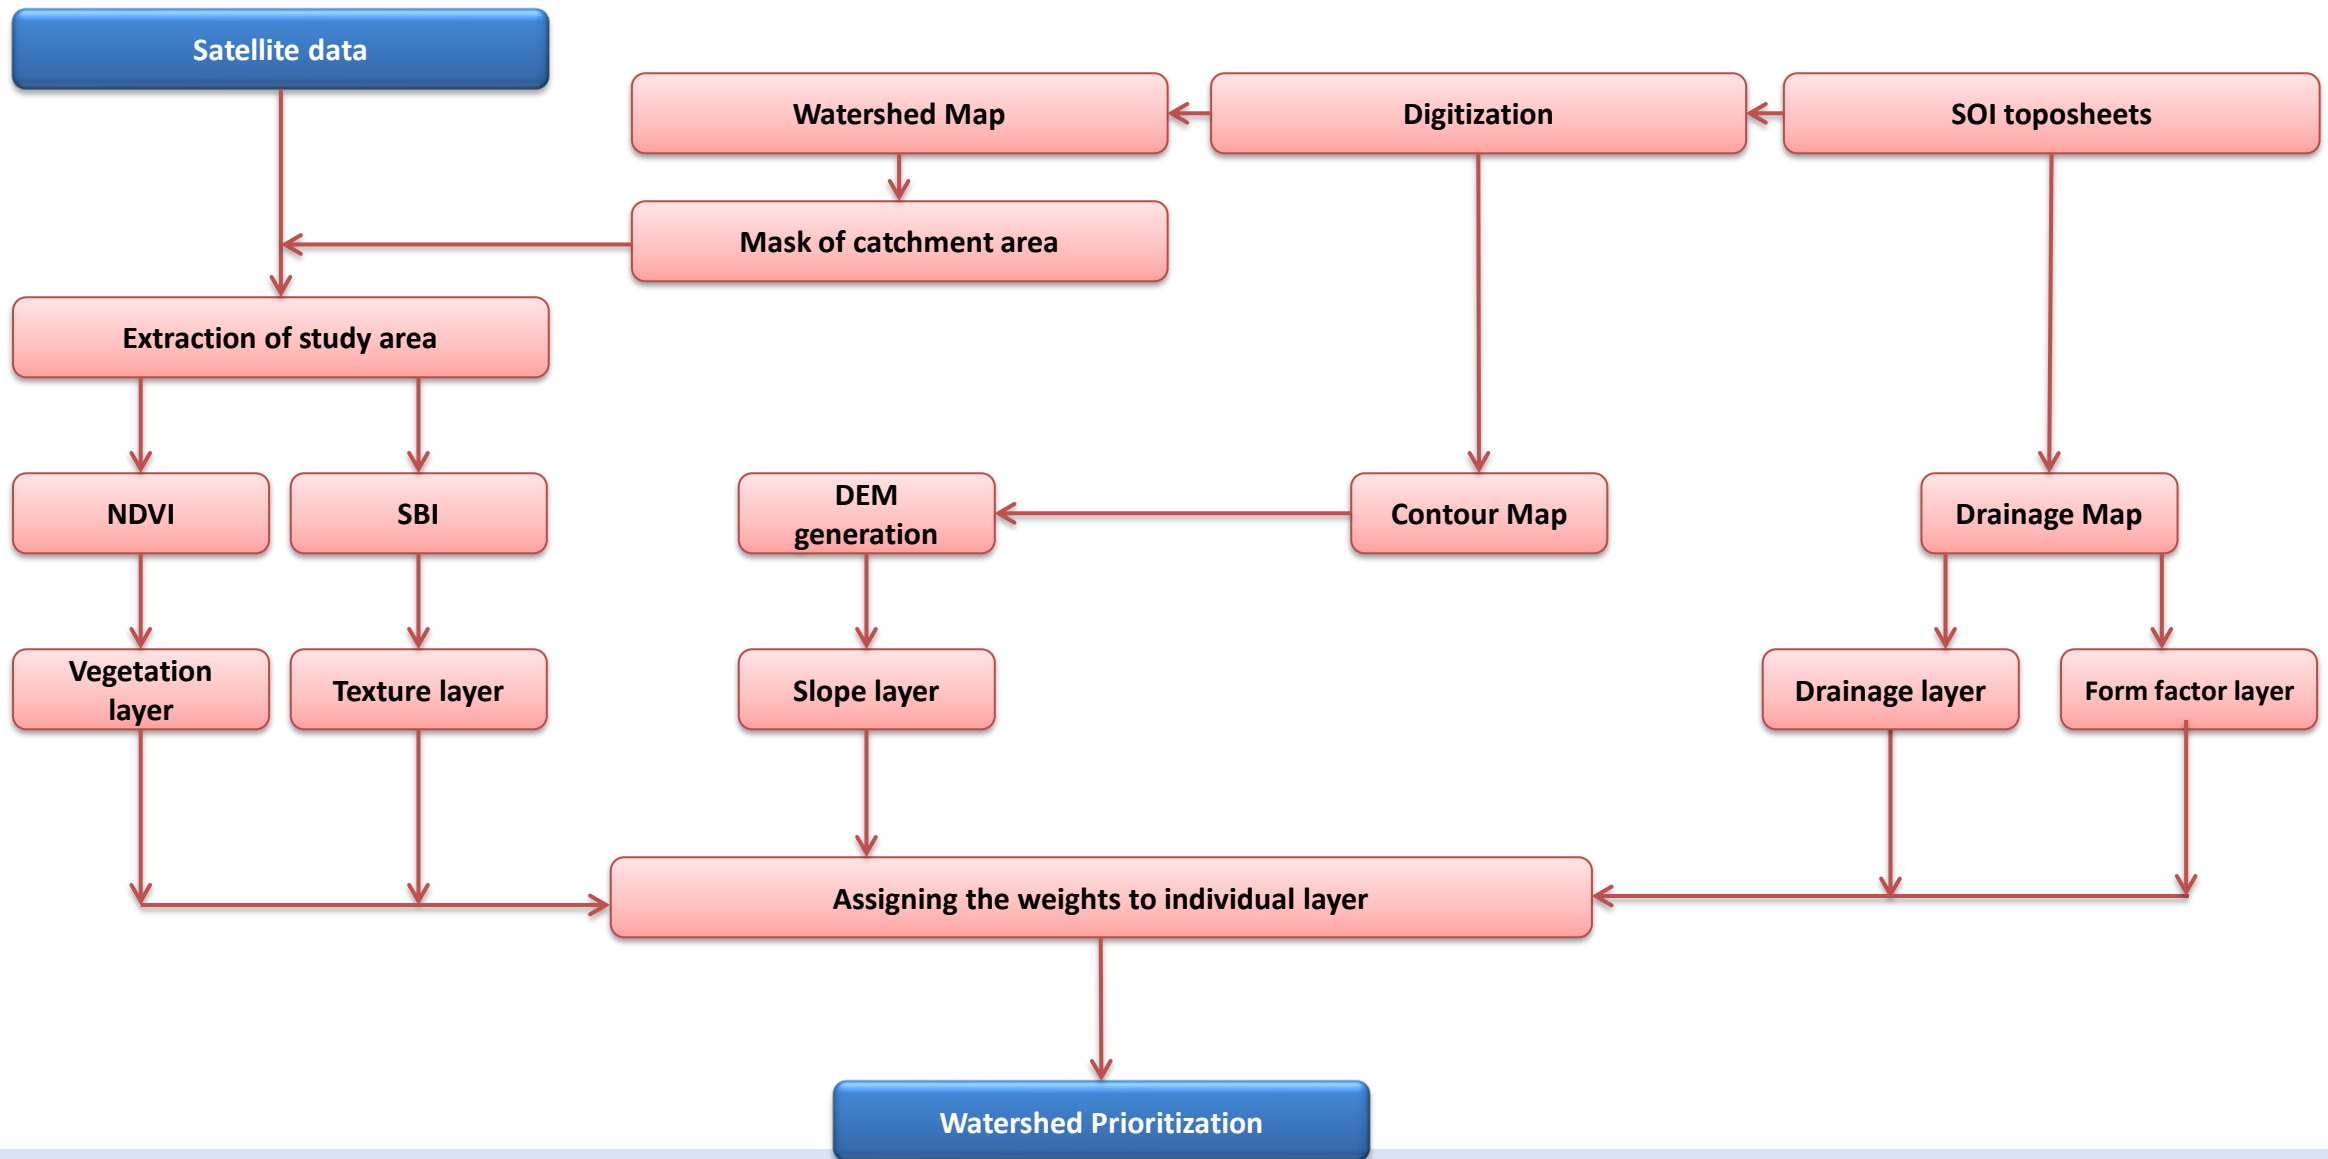 Satellite data
Watershed Map
Digitization
SOI toposheets
Mask of catchment area
Extraction of study area
NDVI
SBI
DEM
generation
Contour Map
Drainage Map
Vegetation
layer
Texture layer
Slope layer
Drainage layer
Form factor layer
Assigning the weights to individual layer
Watershed Prioritization